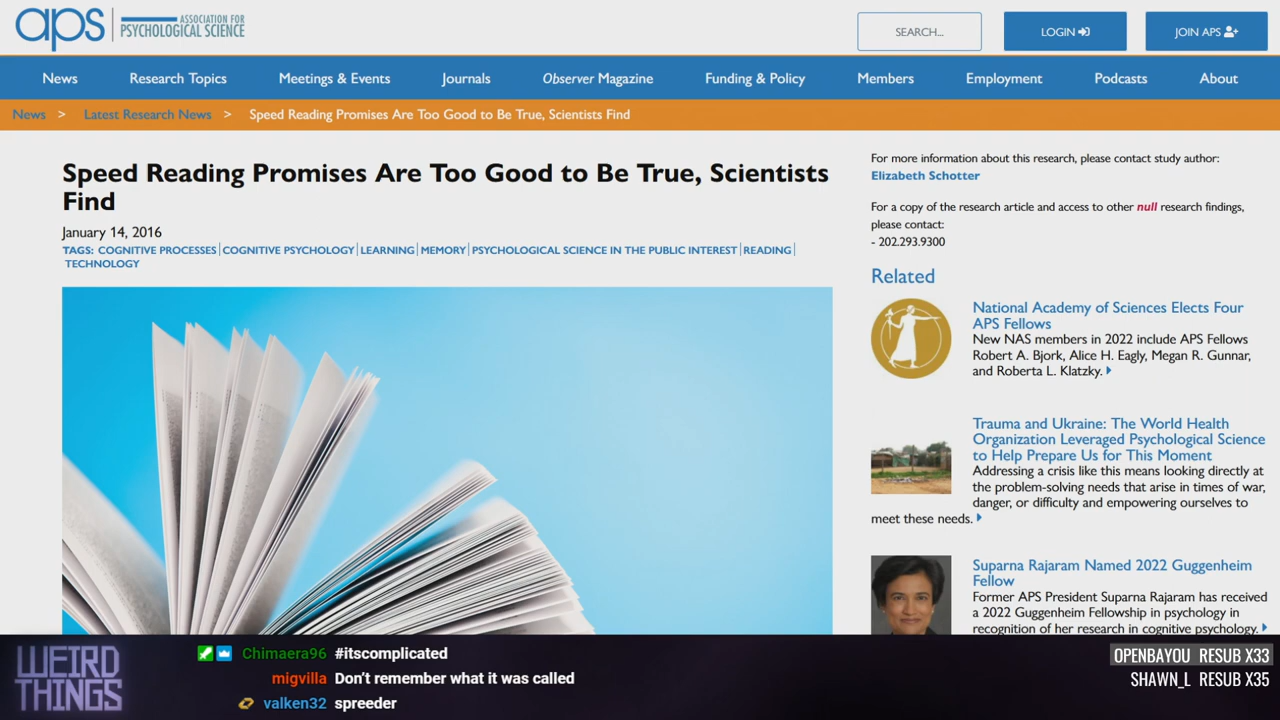 aps
ASSOCIATION FOR
PSYCHOLOGICAL SCIENCE
SEARCH...
LOGIN
JOIN APS
News
Research Topics
Meetings & Events
Journals
Observer Magazine
Funding & Policy
Members
Employment
Podcasts
About
News > Latest Research News > Speed Reading Promises Are Too Good to Be True, Scientists Find
Speed Reading Promises Are Too Good to Be True, Scientists
Find
January 14, 2016
TAGS: COGNITIVE PROCESSES | COGNITIVE PSYCHOLOGY | LEARNING | MEMORY | PSYCHOLOGICAL SCIENCE IN THE PUBLIC INTEREST | READING |
TECHNOLOGY
For more information about this research, please contact study author:
Elizabeth Schotter
For a copy of the research article and access to other null research findings,
please contact:
- 202.293.9300
Related
National Academy of Sciences Elects Four
APS Fellows
New NAS members in 2022 include APS Fellows
Robert A. Bjork, Alice H. Eagly, Megan R. Gunnar,
and Roberta L. Klatzky.
Trauma and Ukraine: The World Health
Organization Leveraged Psychological Science
to Help Prepare Us for This Moment
Addressing a crisis like this means looking directly at
the problem-solving needs that arise in times of war,
danger, or difficulty and empowering ourselves to
meet these needs.
Suparna Rajaram Named 2022 Guggenheim
Fellow
Former APS President Suparna Rajaram has received
a 2022 Guggenheim Fellowship in psychology in
recognition of her research in cognitive psychology.
WEIRD
THINGS
Chimaera96 #itscomplicated
migvilla Don't remember what it was called
valken32 spreeder
OPENBAYOU RESUB X33
SHAWN_L RESUB X35